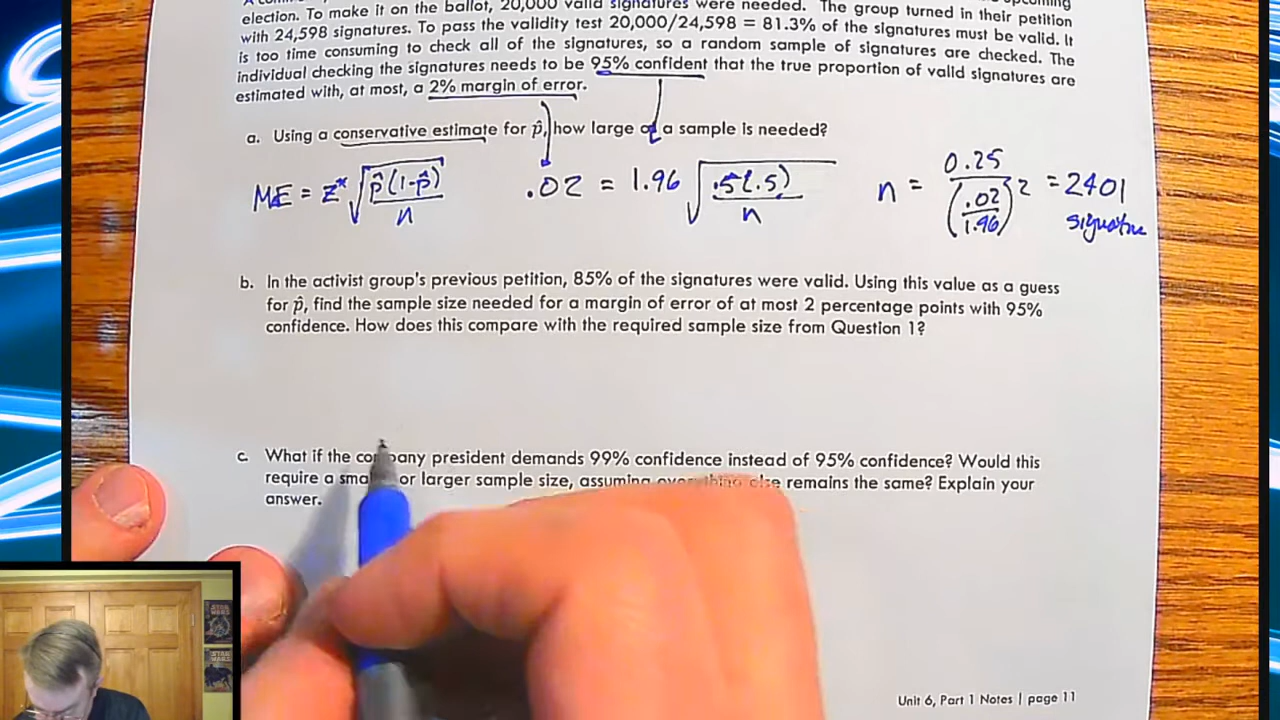 election. To make it on the ballot, 20,000 valid signatures were needed. The group turned in their petition
with 24,598 signatures. To pass the validity test 20,000/24,598 = 81.3% of the signatures must be valid. It
is too time consuming to check all of the signatures, so a random sample of signatures are checked. The
individual checking the signatures needs to be 95% confident that the true proportion of valid signatures are
estimated with, at most, a 2% margin of error.
a. Using a conservative estimate for p̂, how large of a sample is needed?
ME = z* √(p̂(1-p̂)/n) .02 = 1.96 √(.5(.5)/n) n = 0.25/(.02/1.96)² = 2401
b. In the activist group's previous petition, 85% of the signatures were valid. Using this value as a guess
for p̂, find the sample size needed for a margin of error of at most 2 percentage points with 95%
confidence. How does this compare with the required sample size from Question 1?
c. What if the company president demands 99% confidence instead of 95% confidence? Would this
require a or larger sample size, assuming else remains the same? Explain your
answer.
STAR WARS
Unit 6, Part 1 Notes | page 11